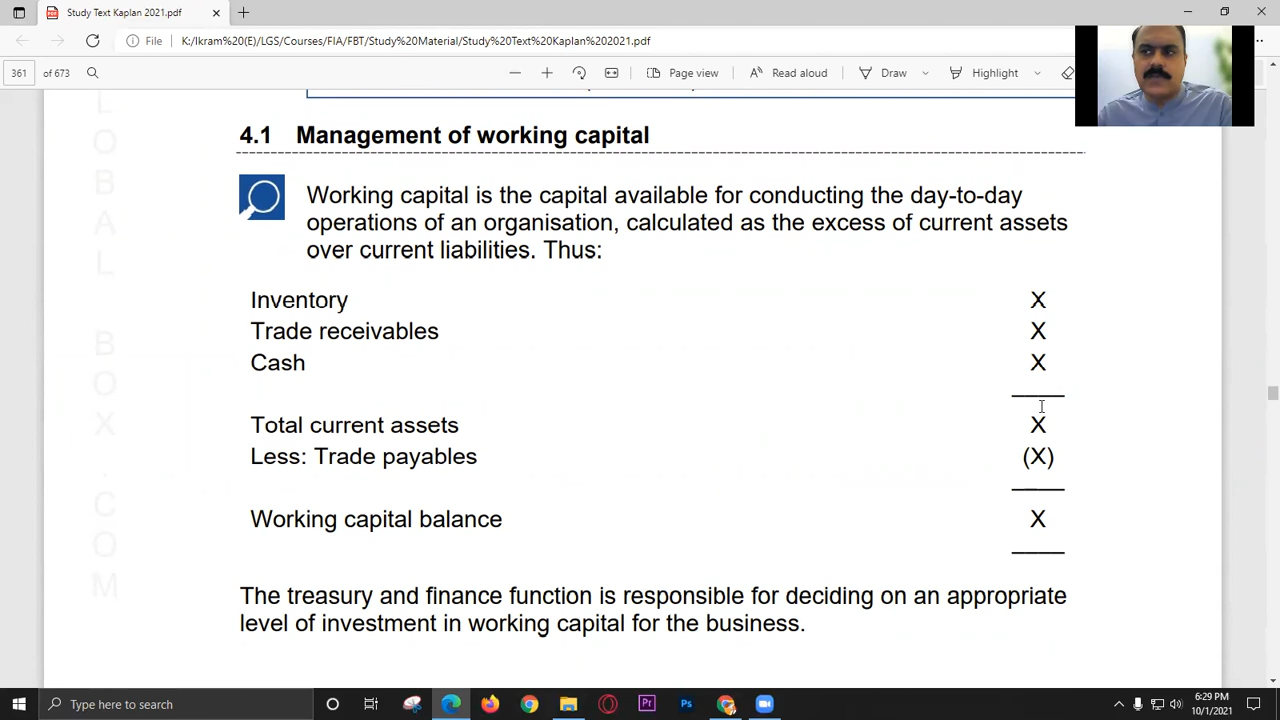 Study Text Kaplan 2021.pdf
File K:/Ikram%20(E)/LGS/Courses/FIA/FBT/Study%20Material/Study%20Text%20Kaplan%202021.pdf
361 of 673 Page view Read aloud Draw Highlight
4.1 Management of working capital
Working capital is the capital available for conducting the day-to-day
operations of an organisation, calculated as the excess of current assets
over current liabilities. Thus:
Inventory X
Trade receivables X
Cash X
Total current assets X
Less: Trade payables (X)
Working capital balance X
The treasury and finance function is responsible for deciding on an appropriate
level of investment in working capital for the business.
L
O
B
A
L
B
O
X
.
C
O
M
Type here to search
Pr
Ps
6:29 PM
10/1/2021